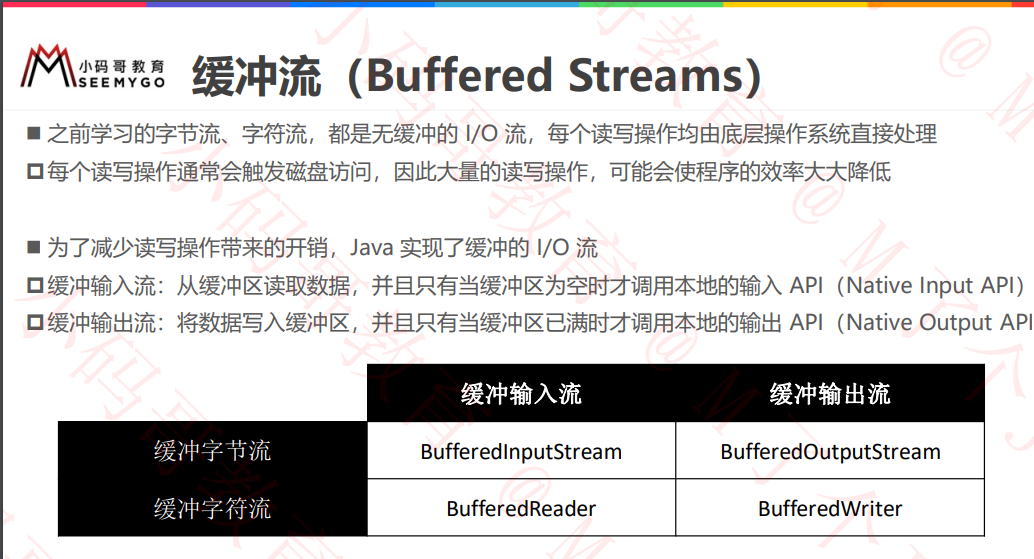 小码哥教育
SEEMYGO
缓冲流（Buffered Streams）
■ 之前学习的字节流、字符流，都是无缓冲的 I/O 流，每个读写操作均由底层操作系统直接处理
每个读写操作通常会触发磁盘访问，因此大量的读写操作，可能会使程序的效率大大降低
■ 为了减少读写操作带来的开销，Java 实现了缓冲的 I/O 流
缓冲输入流：从缓冲区读取数据，并且只有当缓冲区为空时才调用本地的输入 API（Native Input API）
缓冲输出流：将数据写入缓冲区，并且只有当缓冲区已满时才调用本地的输出 API（Native Output API
缓冲输入流 缓冲输出流
缓冲字节流 BufferedInputStream BufferedOutputStream
缓冲字符流 BufferedReader BufferedWriter